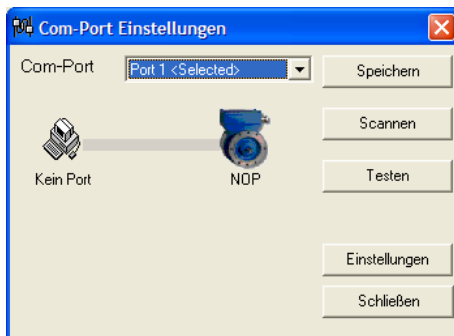 Com-Port Einstellungen
Com-Port
Port 1 <Selected>
Speichern
Scannen
Kein Port
NOP
Testen
Einstellungen
Schließen